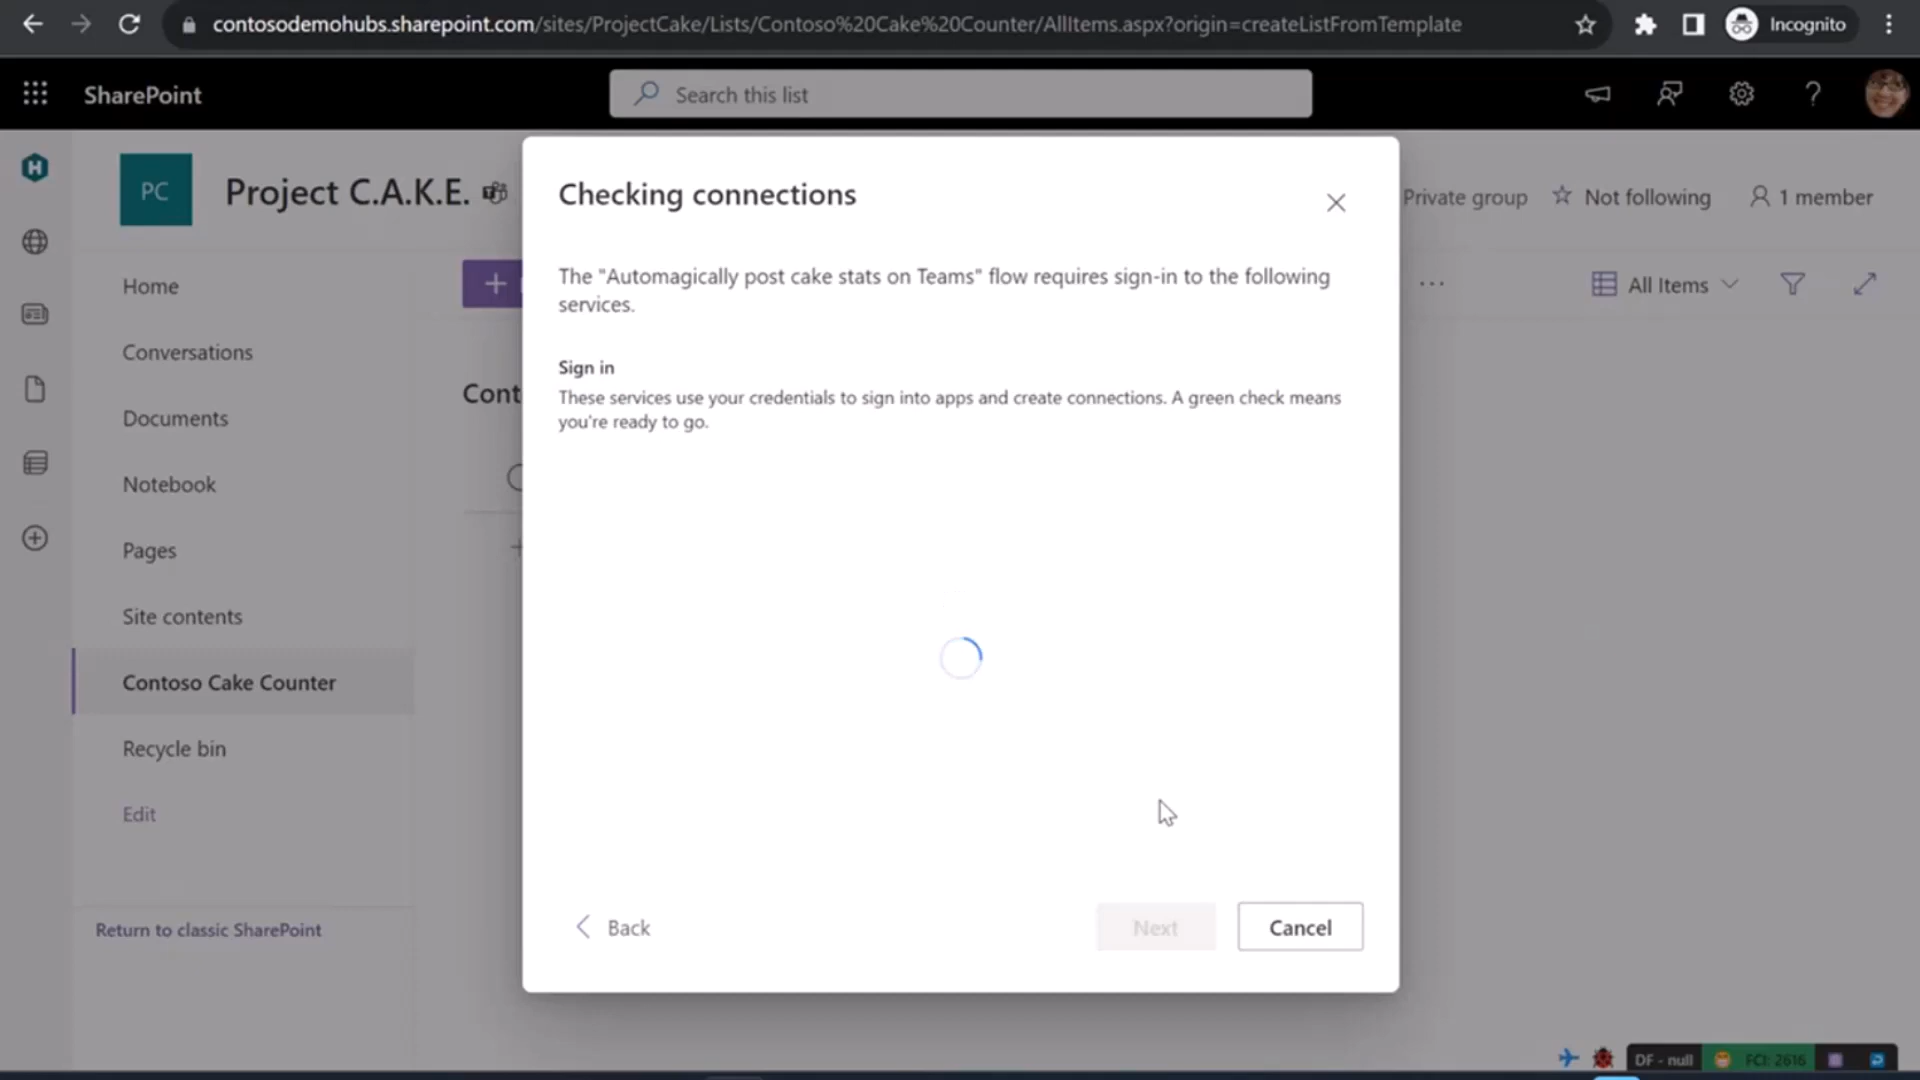 contosodemohubs.sharepoint.com/sites/ProjectCake/Lists/Contoso%20Cake%20Counter/AllItems.aspx?origin=createListFromTemplate
Incognito
SharePoint
Search this list
PC
Project C.A.K.E.
Private group
Not following
1 member
Checking connections
The "Automagically post cake stats on Teams" flow requires sign-in to the following
services.
Sign in
These services use your credentials to sign into apps and create connections. A green check means
you're ready to go.
Back
Next
Cancel
All Items
Cont
H
Home
Conversations
Documents
Notebook
Pages
Site contents
Contoso Cake Counter
Recycle bin
Edit
Return to classic SharePoint
DF - null
FCI: 2616